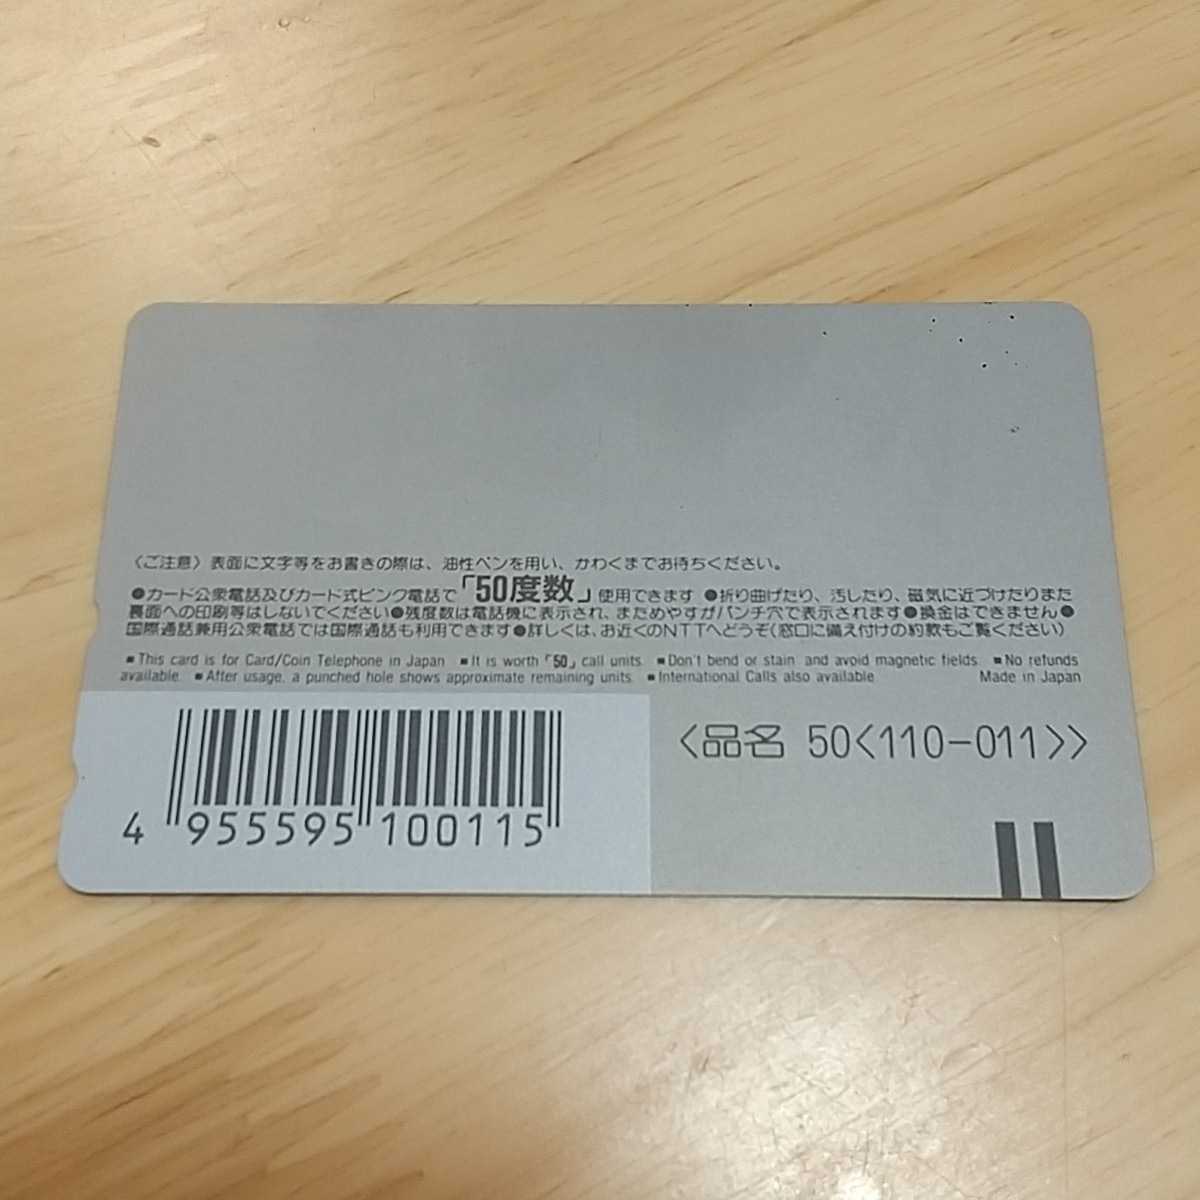 〈ご注意〉表面に文字等をお書きの際は、油性ペンを用い、かわくまでお待ちください。
●カード公衆電話及びカード式ピンク電話で「50度数」使用できます ●折り曲げたり、汚したり、磁気に近づけたりまた
裏面への印刷等はしないでください●残度数は電話機に表示され、まためやすがパンチ穴で表示されます●換金はできません●
国際通話兼用公衆電話では国際通話も利用できます●詳しくは、お近くのNTTへどうぞ(窓口に備え付けの約款もご覧ください)
■This card is for Card/Coin Telephone in Japan ■It is worth「50」call units. ■Don't bend or stain, and avoid magnetic fields. ■No refunds
available. ■After usage, a punched hole shows approximate remaining units. ■International Calls also available Made in Japan
〈品名 50〈110-011〉〉
4 955595 100115